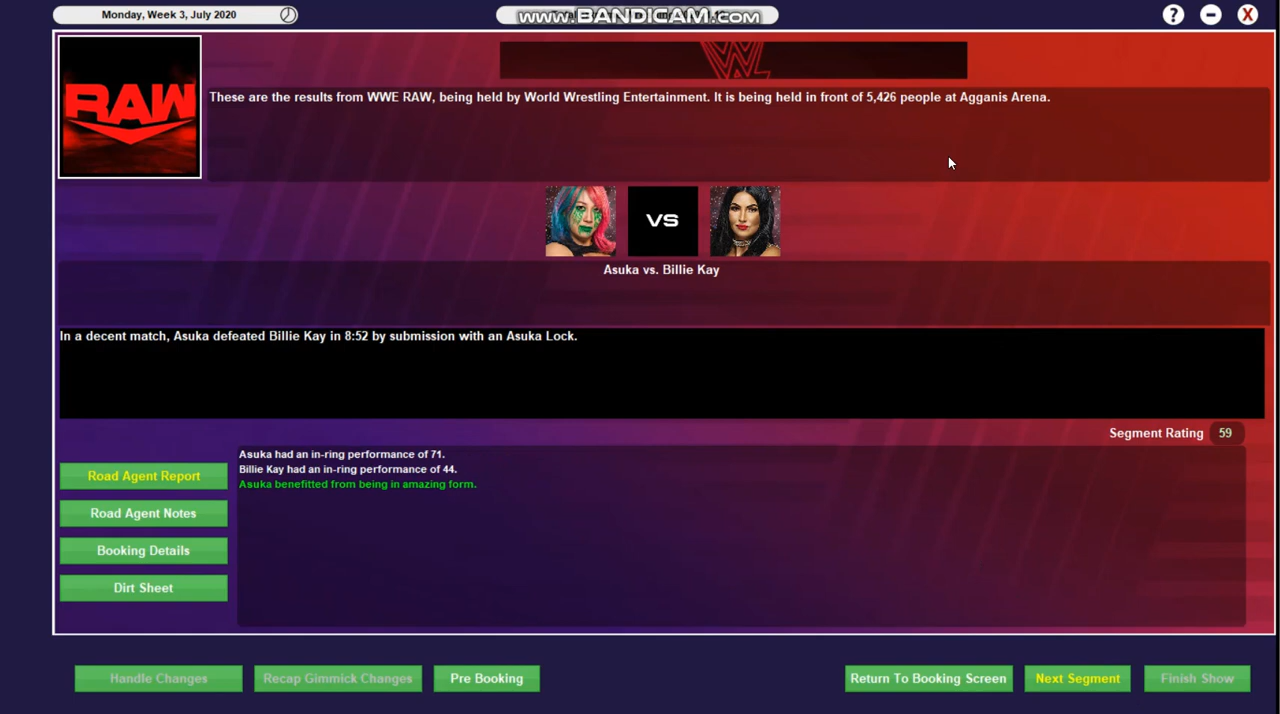 Monday, Week 3, July 2020
www.BANDICAM.com
?
X
RAW
These are the results from WWE RAW, being held by World Wrestling Entertainment. It is being held in front of 5,426 people at Agganis Arena.
VS
Asuka vs. Billie Kay
In a decent match, Asuka defeated Billie Kay in 8:52 by submission with an Asuka Lock.
Segment Rating 59
Asuka had an in-ring performance of 71.
Billie Kay had an in-ring performance of 44.
Asuka benefitted from being in amazing form.
Road Agent Report
Road Agent Notes
Booking Details
Dirt Sheet
Handle Changes
Recap Gimmick Changes
Pre Booking
Return To Booking Screen
Next Segment
Finish Show